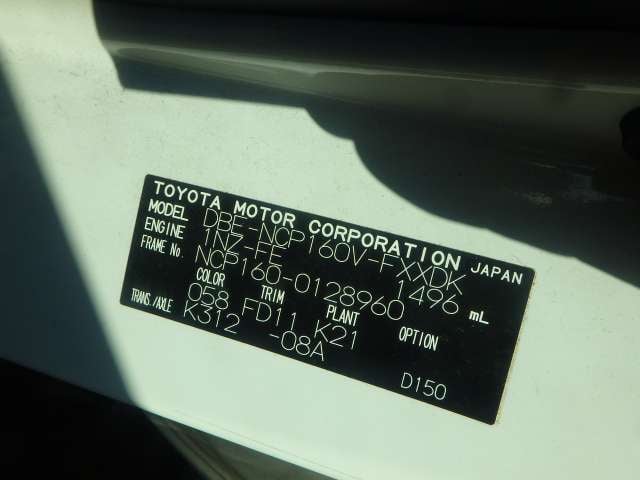 TOYOTA MOTOR CORPORATION JAPAN
MODEL DBE-NCP160V-FXXDK
ENGINE 1NZ-FE 1496 mL
FRAME No. NCP160-0128960
COLOR TRIM PLANT OPTION
058 FD11 K21
TRANS./AXLE K312 -08A
D150